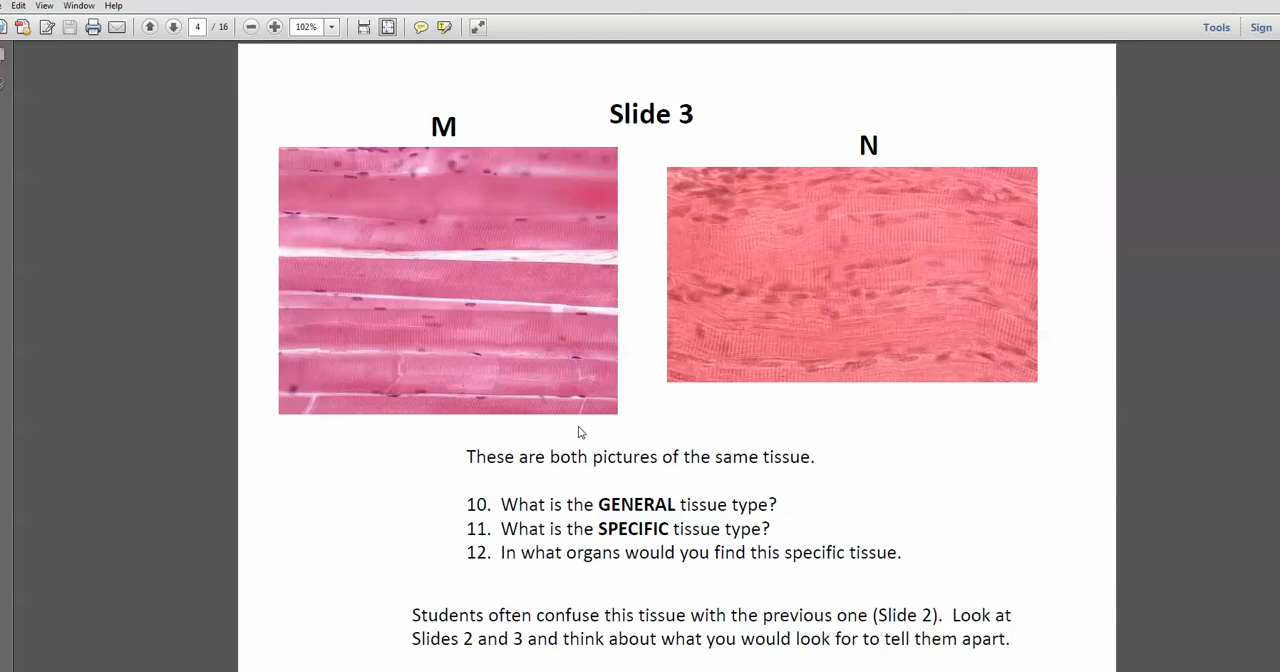 Edit View Window Help
4 / 16 102% Tools Sign
Slide 3
M
N
These are both pictures of the same tissue.
10. What is the GENERAL tissue type?
11. What is the SPECIFIC tissue type?
12. In what organs would you find this specific tissue.
Students often confuse this tissue with the previous one (Slide 2). Look at
Slides 2 and 3 and think about what you would look for to tell them apart.